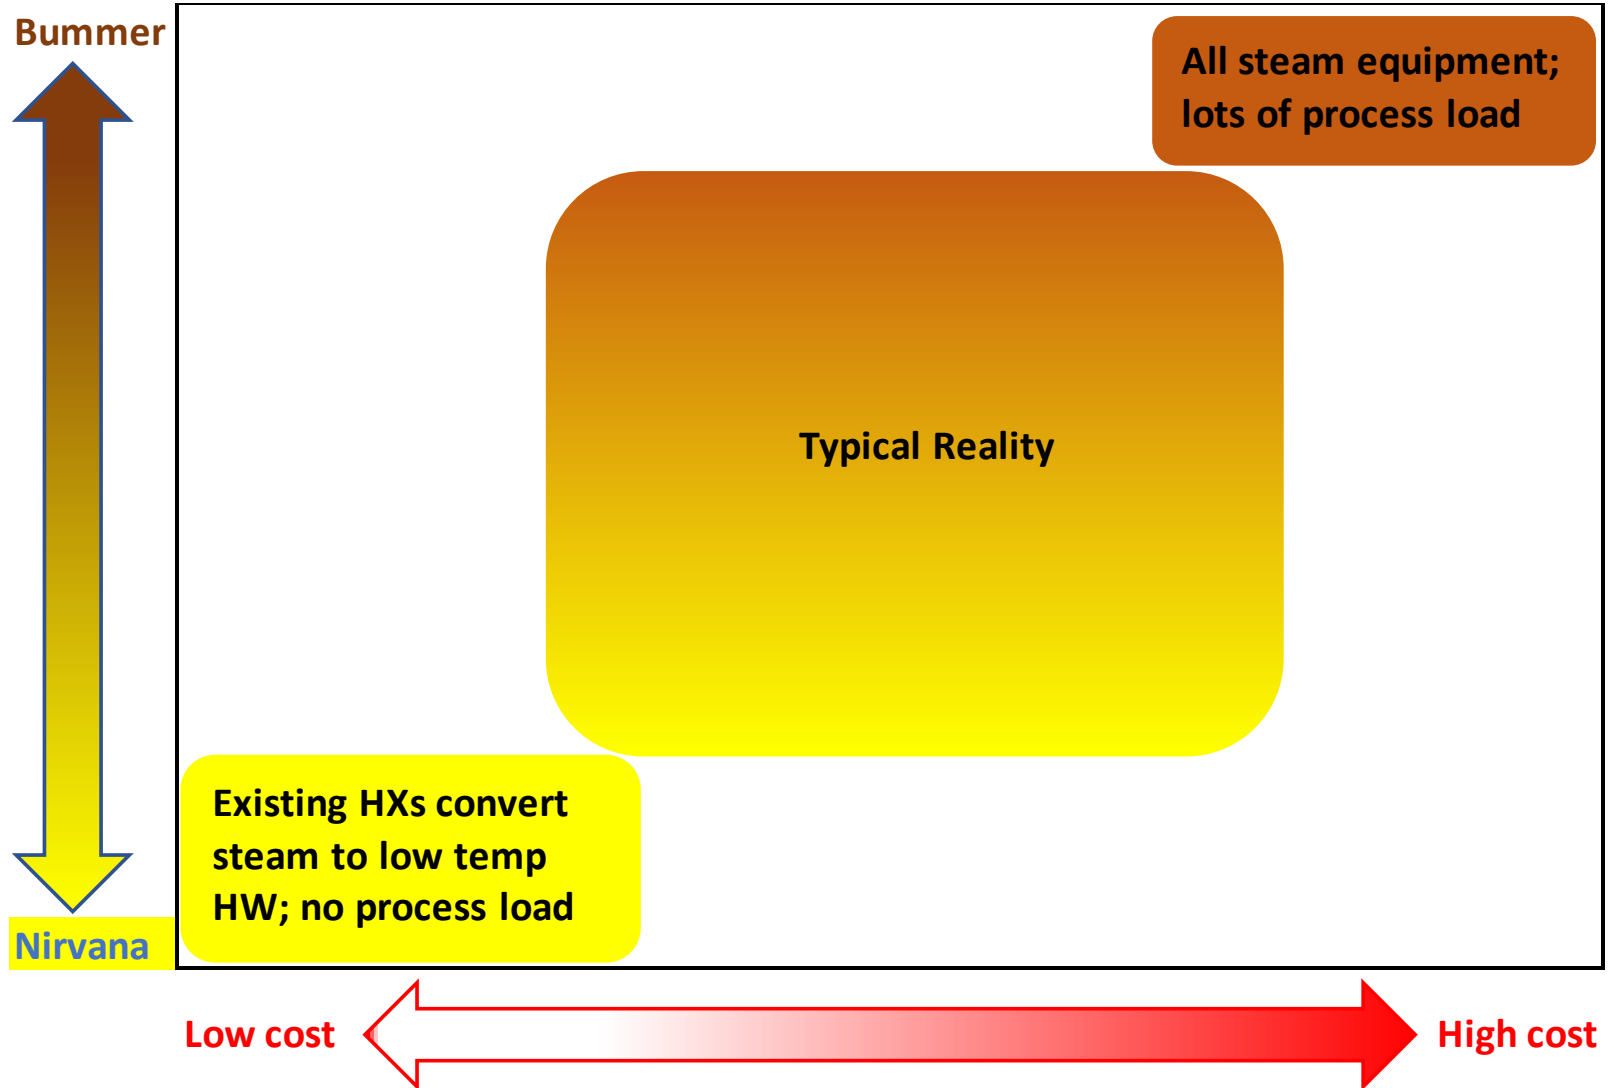 Bummer
All steam equipment;
lots of process load
Typical Reality
Existing HXs convert
steam to low temp
HW; no process load
Nirvana
Low cost
High cost